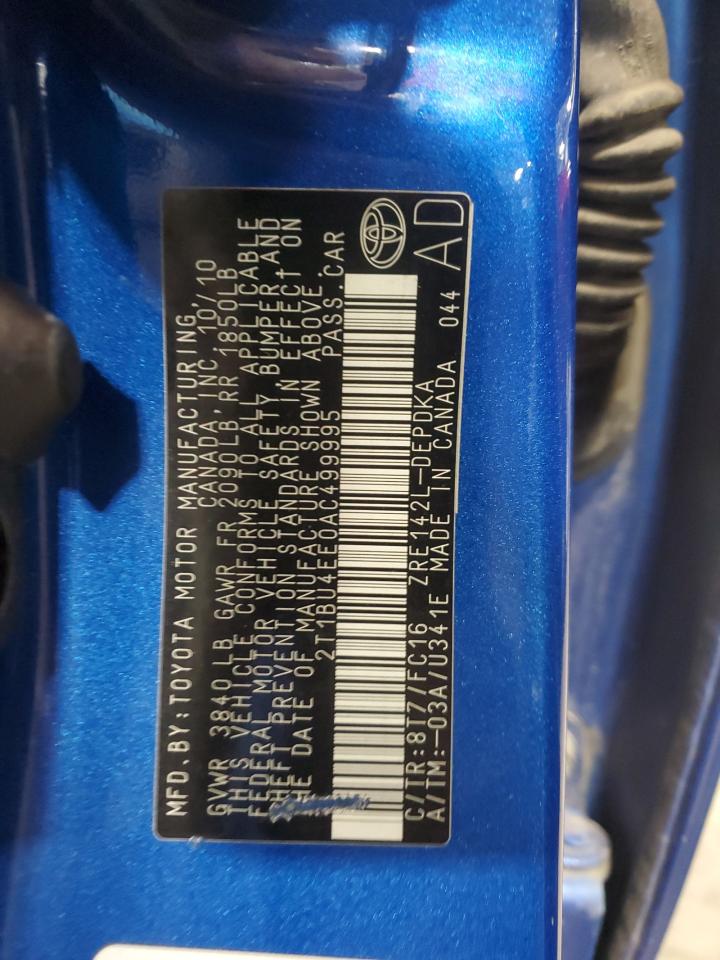 MFD.BY:TOYOTA MOTOR MANUFACTURING,
CANADA, INC. 10/10
GVWR 3840LB GAWR FR 2090LB,RR 1850LB
THIS VEHICLE CONFORMS TO ALL APPLICABLE
FEDERAL MOTOR VEHICLE SAFETY, BUMPER,AND
THEFT PREVENTION STANDARDS IN EFFECT ON
THE DATE OF MANUFACTURE SHOWN ABOVE.
2T1BU4EE0AC499995 PASS.CAR
C/TR:8T7/FC16 ZRE142L-DEPDKA
A/TM:-03A/U341E MADE IN CANADA 044
AD